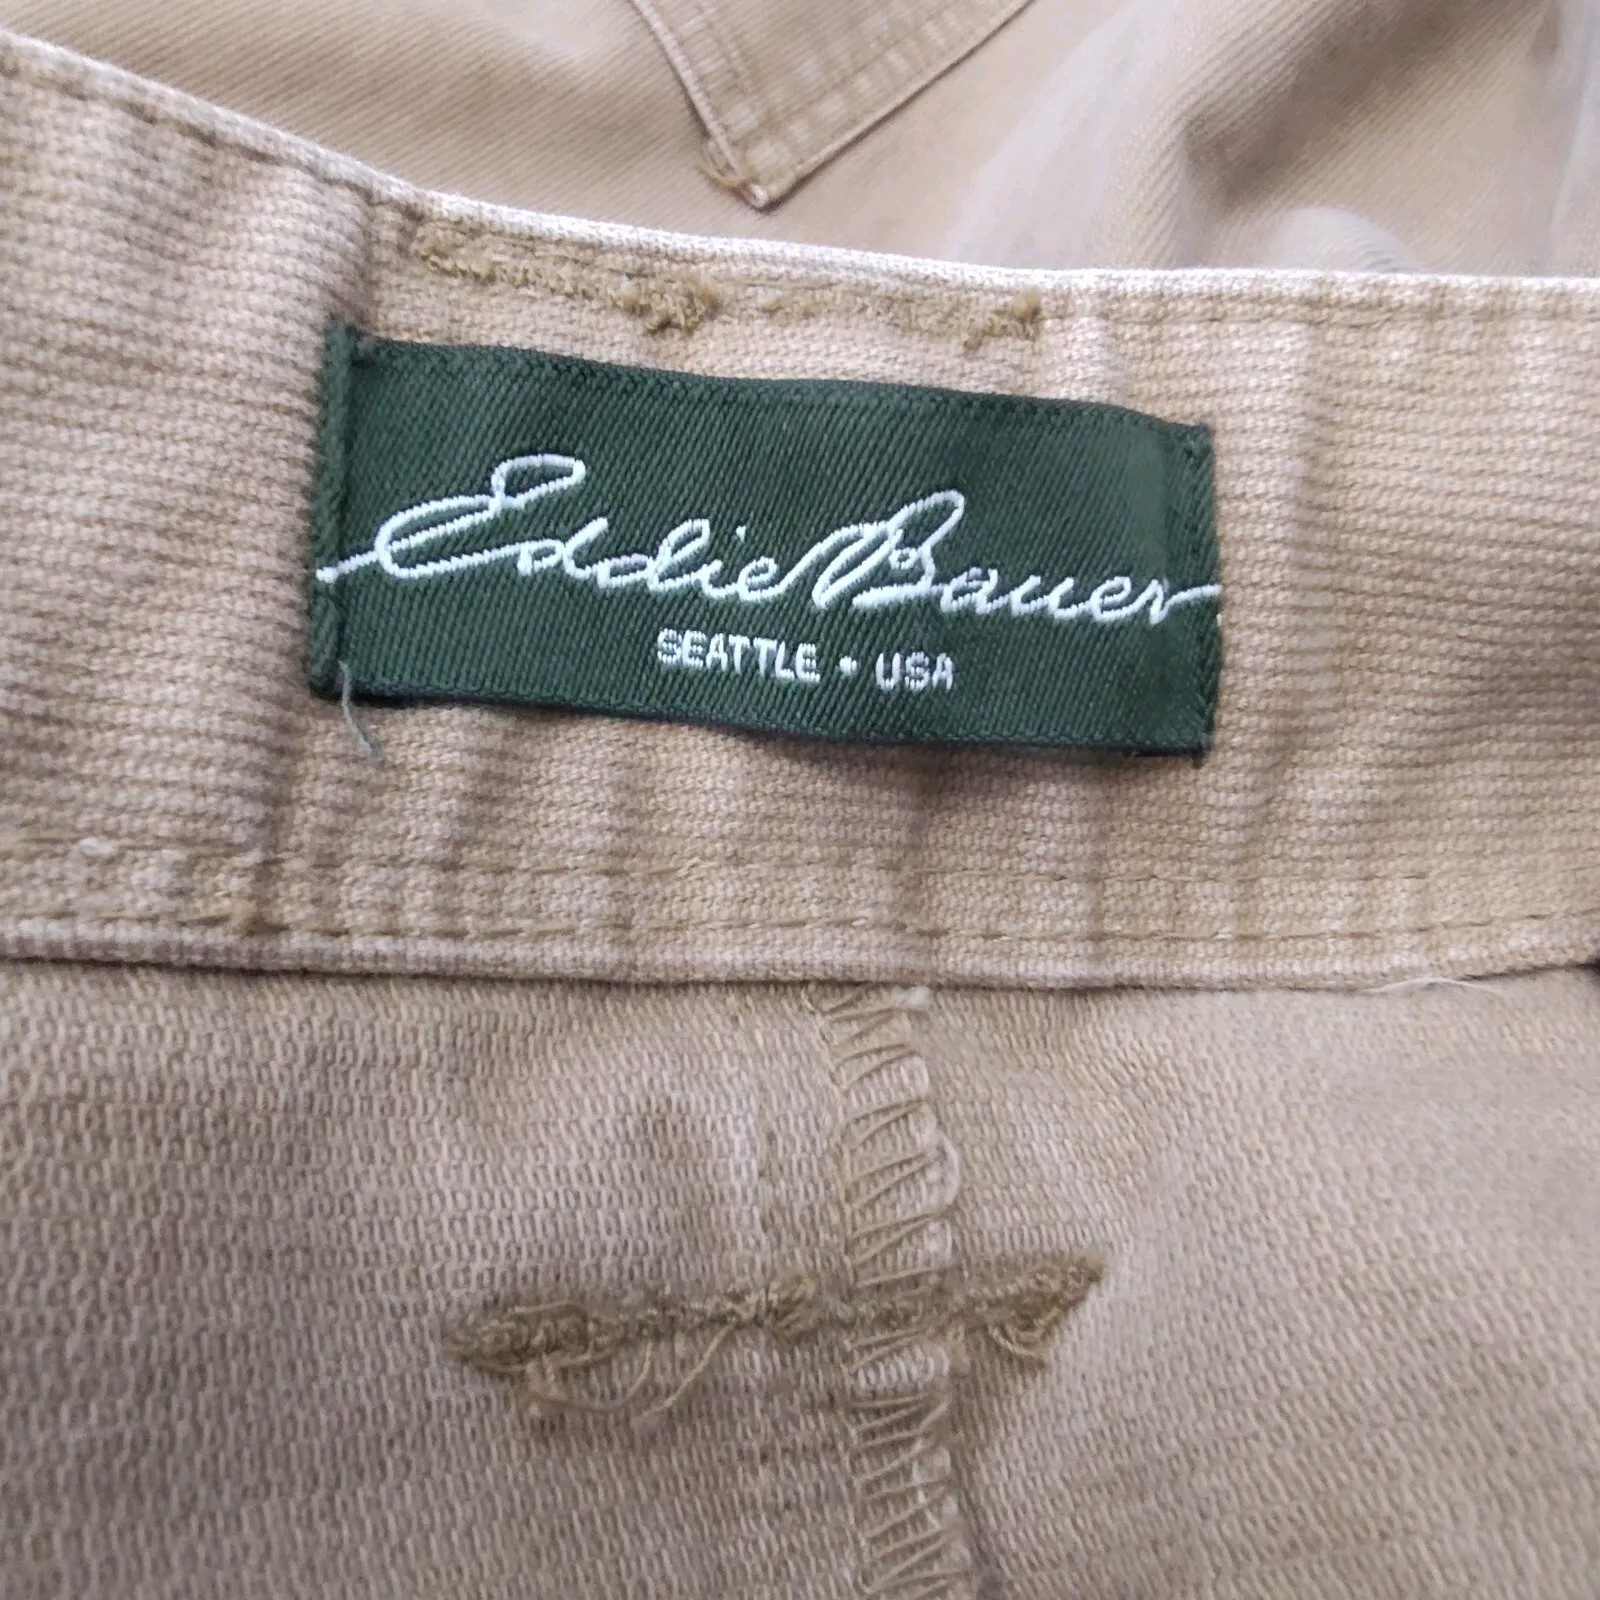 Eddie Bauer
SEATTLE • USA